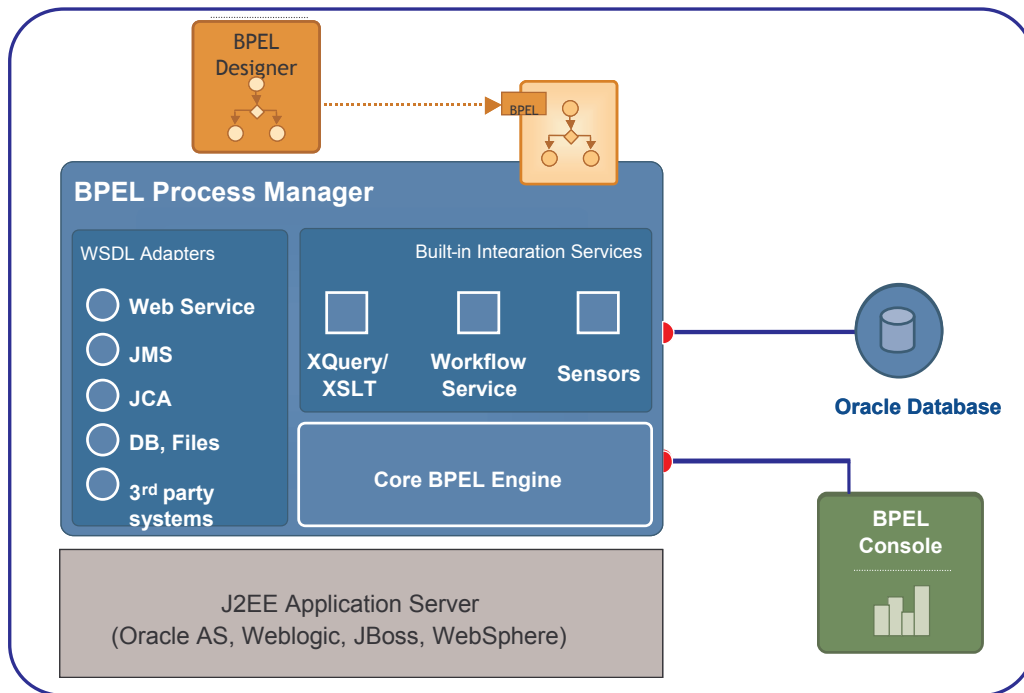 BPEL
Designer
BPEL
BPEL Process Manager
WSDL Adapters
Web Service
JMS
JCA
DB, Files
3rd party
systems
Built-in Integration Services
XQuery/
XSLT
Workflow
Service
Sensors
Core BPEL Engine
Oracle Database
BPEL
Console
J2EE Application Server
(Oracle AS, Weblogic, JBoss, WebSphere)